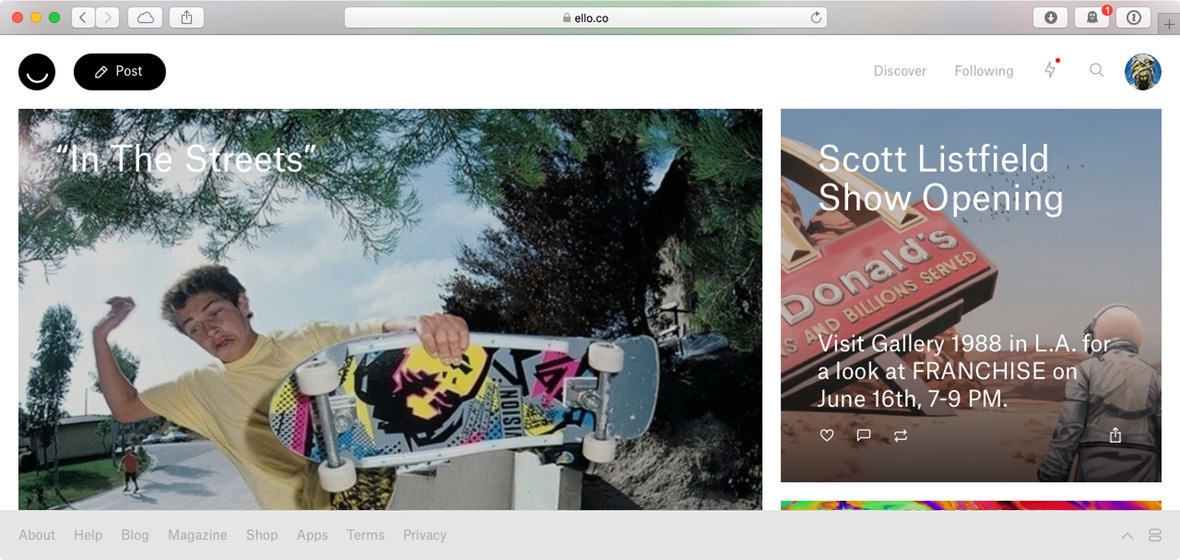 ello.co
1
Post
Discover
Following
“In The Streets”
VISION
Scott Listfield
Show Opening
Donald's
AND BILLIONS SERVED
Visit Gallery 1988 in L.A. for
a look at FRANCHISE on
June 16th, 7-9 PM.
About
Help
Blog
Magazine
Shop
Apps
Terms
Privacy